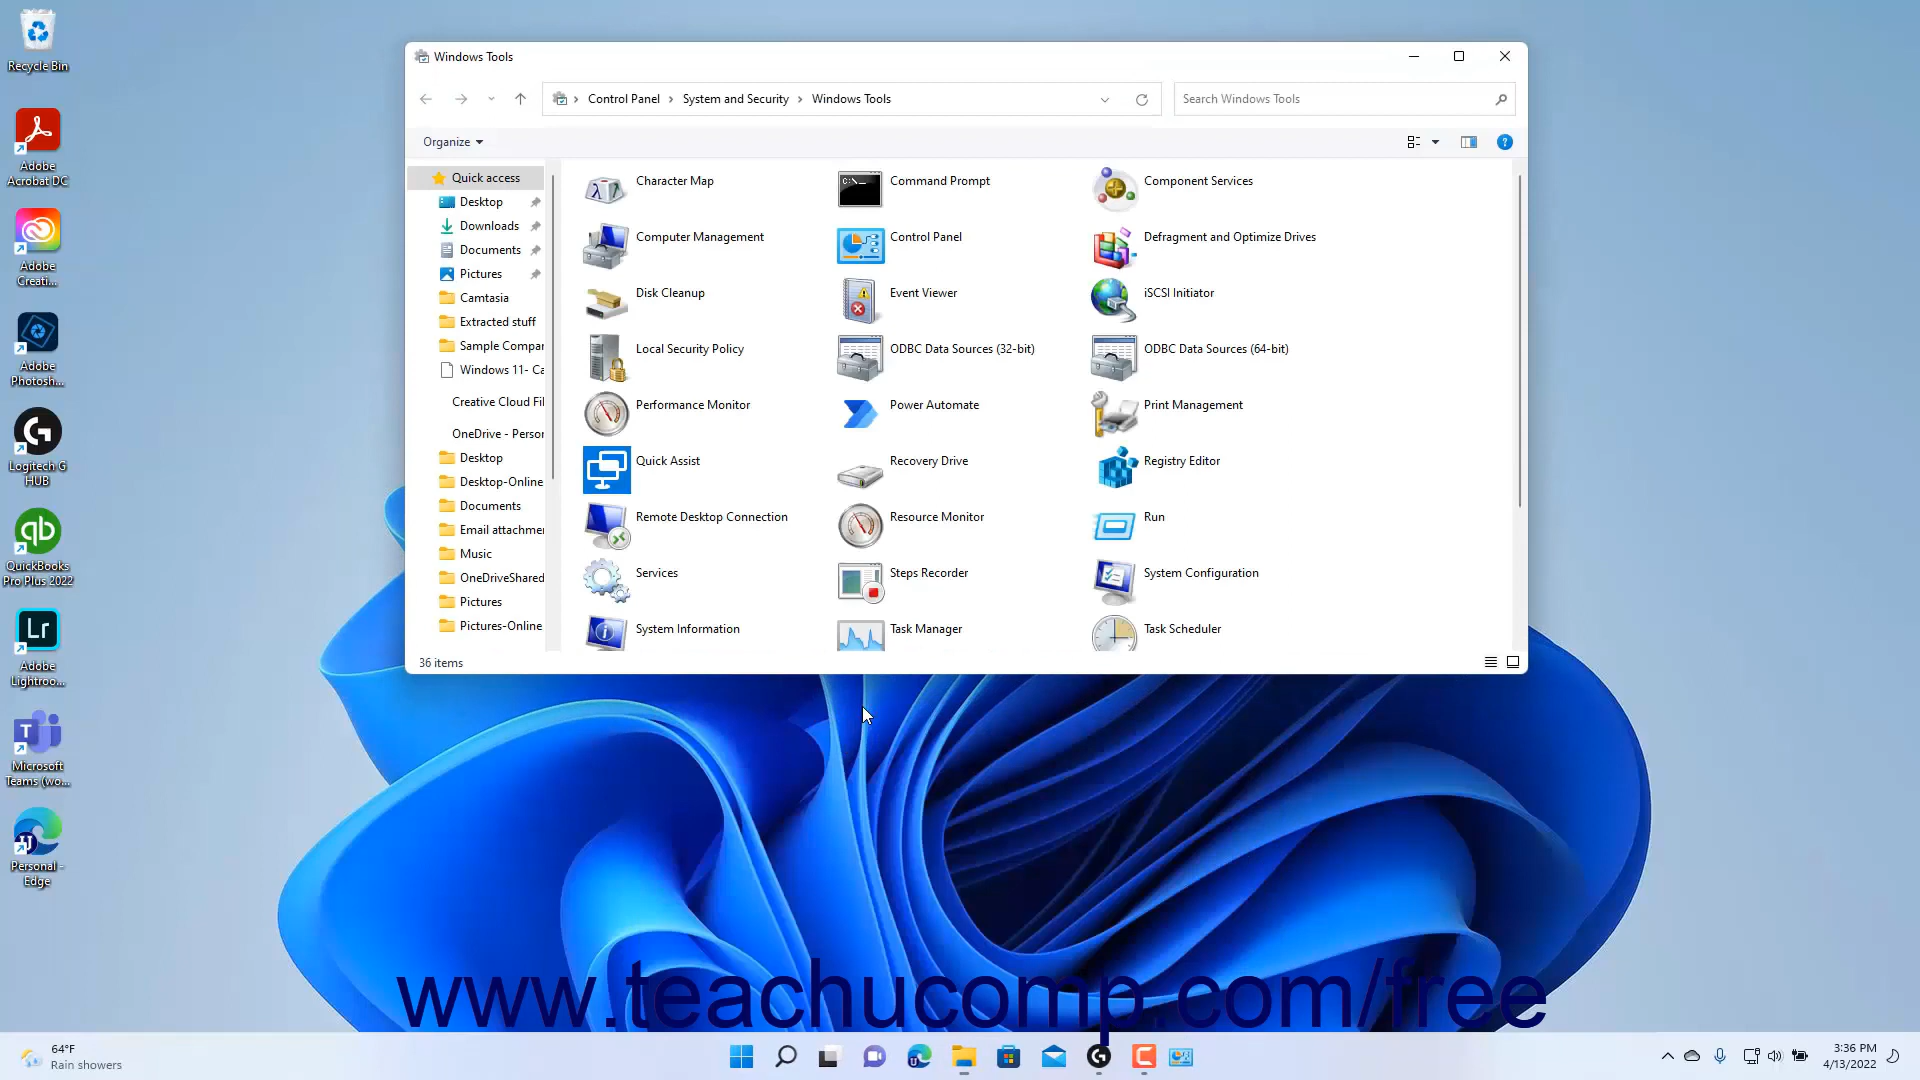 Recycle Bin
Adobe
Acrobat DC
Adobe
Creati...
Adobe
Photosh...
Logitech G
HUB
QuickBooks
Pro Plus 2022
Adobe
Lightroo...
Microsoft
Teams (wo...
Personal -
Edge
Windows Tools
Control Panel > System and Security > Windows Tools
Search Windows Tools
Organize
Quick access
Desktop
Downloads
Documents
Pictures
Camtasia
Extracted stuff
Sample Compar
Windows 11- Ca
Creative Cloud Fil
OneDrive - Person
Desktop
Desktop-Online
Documents
Email attachmen
Music
OneDriveShared
Pictures
Pictures-Online
Character Map
Command Prompt
Component Services
Computer Management
Control Panel
Defragment and Optimize Drives
Disk Cleanup
Event Viewer
iSCSI Initiator
Local Security Policy
ODBC Data Sources (32-bit)
ODBC Data Sources (64-bit)
Performance Monitor
Power Automate
Print Management
Quick Assist
Recovery Drive
Registry Editor
Remote Desktop Connection
Resource Monitor
Run
Services
Steps Recorder
System Configuration
System Information
Task Manager
Task Scheduler
36 items
www.teachucomp.com/free
64°F
Rain showers
3:36 PM
4/13/2022